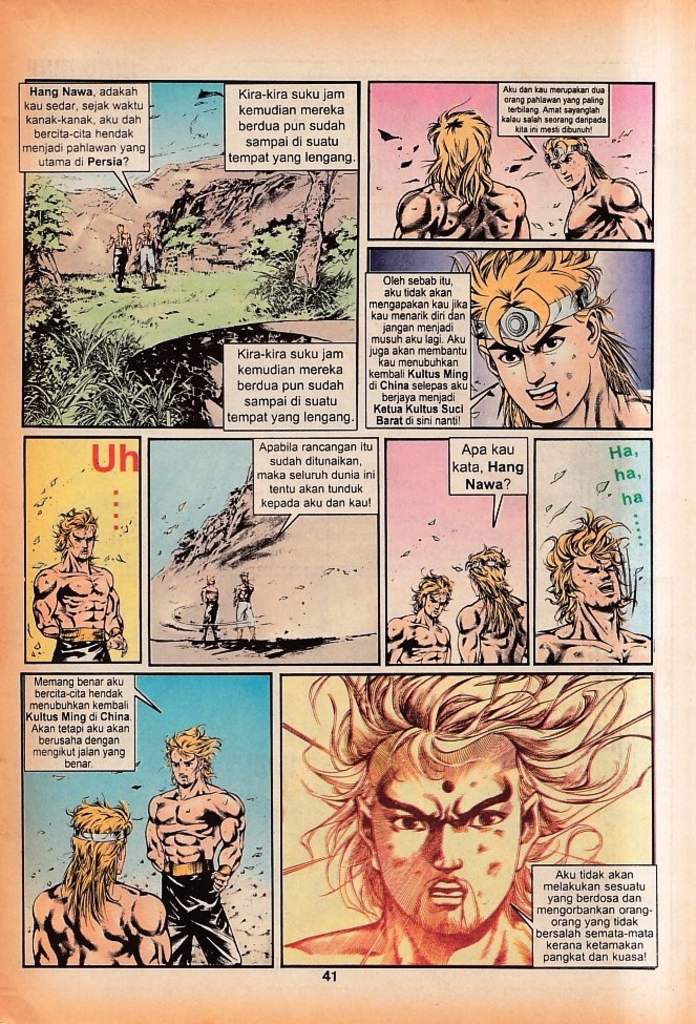 Hang Nawa, adakah
kau sedar, sejak waktu
kanak-kanak, aku dah
bercita-cita hendak
menjadi pahlawan yang
utama di Persia?
Kira-kira suku jam
kemudian mereka
berdua pun sudah
sampai di suatu
tempat yang lengang.
Kira-kira suku jam
kemudian mereka
berdua pun sudah
sampai di suatu
tempat yang lengang.
Aku dan kau merupakan dua
orang pahlawan yang paling
terbilang. Amat sayanglah
kalau salah seorang daripada
kita ini mesti dibunuh!
Oleh sebab itu,
aku tidak akan
mengapakan kau jika
kau menarik diri dan
jangan menjadi
musuh aku lagi. Aku
juga akan membantu
kau menubuhkan
kembali Kultus Ming
di China selepas aku
berjaya menjadi
Ketua Kultus Suci
Barat di sini nanti!
Uh
....
Apabila rancangan itu
sudah ditunaikan,
maka seluruh dunia ini
tentu akan tunduk
kepada aku dan kau!
Apa kau
kata, Hang
Nawa?
Ha,
ha,
ha
.....
Memang benar aku
bercita-cita hendak
menubuhkan kembali
Kultus Ming di China.
Akan tetapi aku akan
berusaha dengan
mengikut jalan yang
benar.
Aku tidak akan
melakukan sesuatu
yang berdosa dan
mengorbankan orang-
orang yang tidak
bersalah semata-mata
kerana ketamakan
pangkat dan kuasa!
41